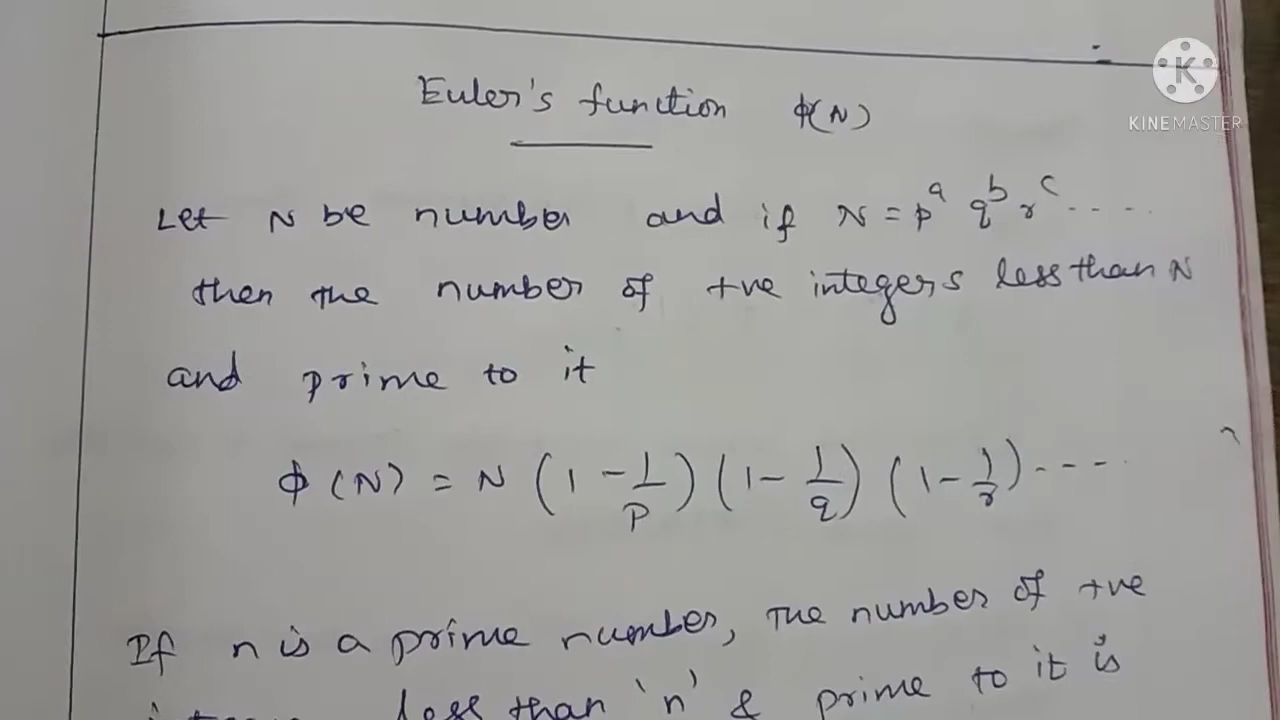 KINEMASTER
Euler's function ϕ(N)
Let N be number and if N = p^a q^b r^c ....
then the number of +ve integers less than N
and prime to it
ϕ(N) = N (1 - 1/p) (1 - 1/q) (1 - 1/r) ----
If n is a prime number, The number of +ve
less than 'n' & prime to it is